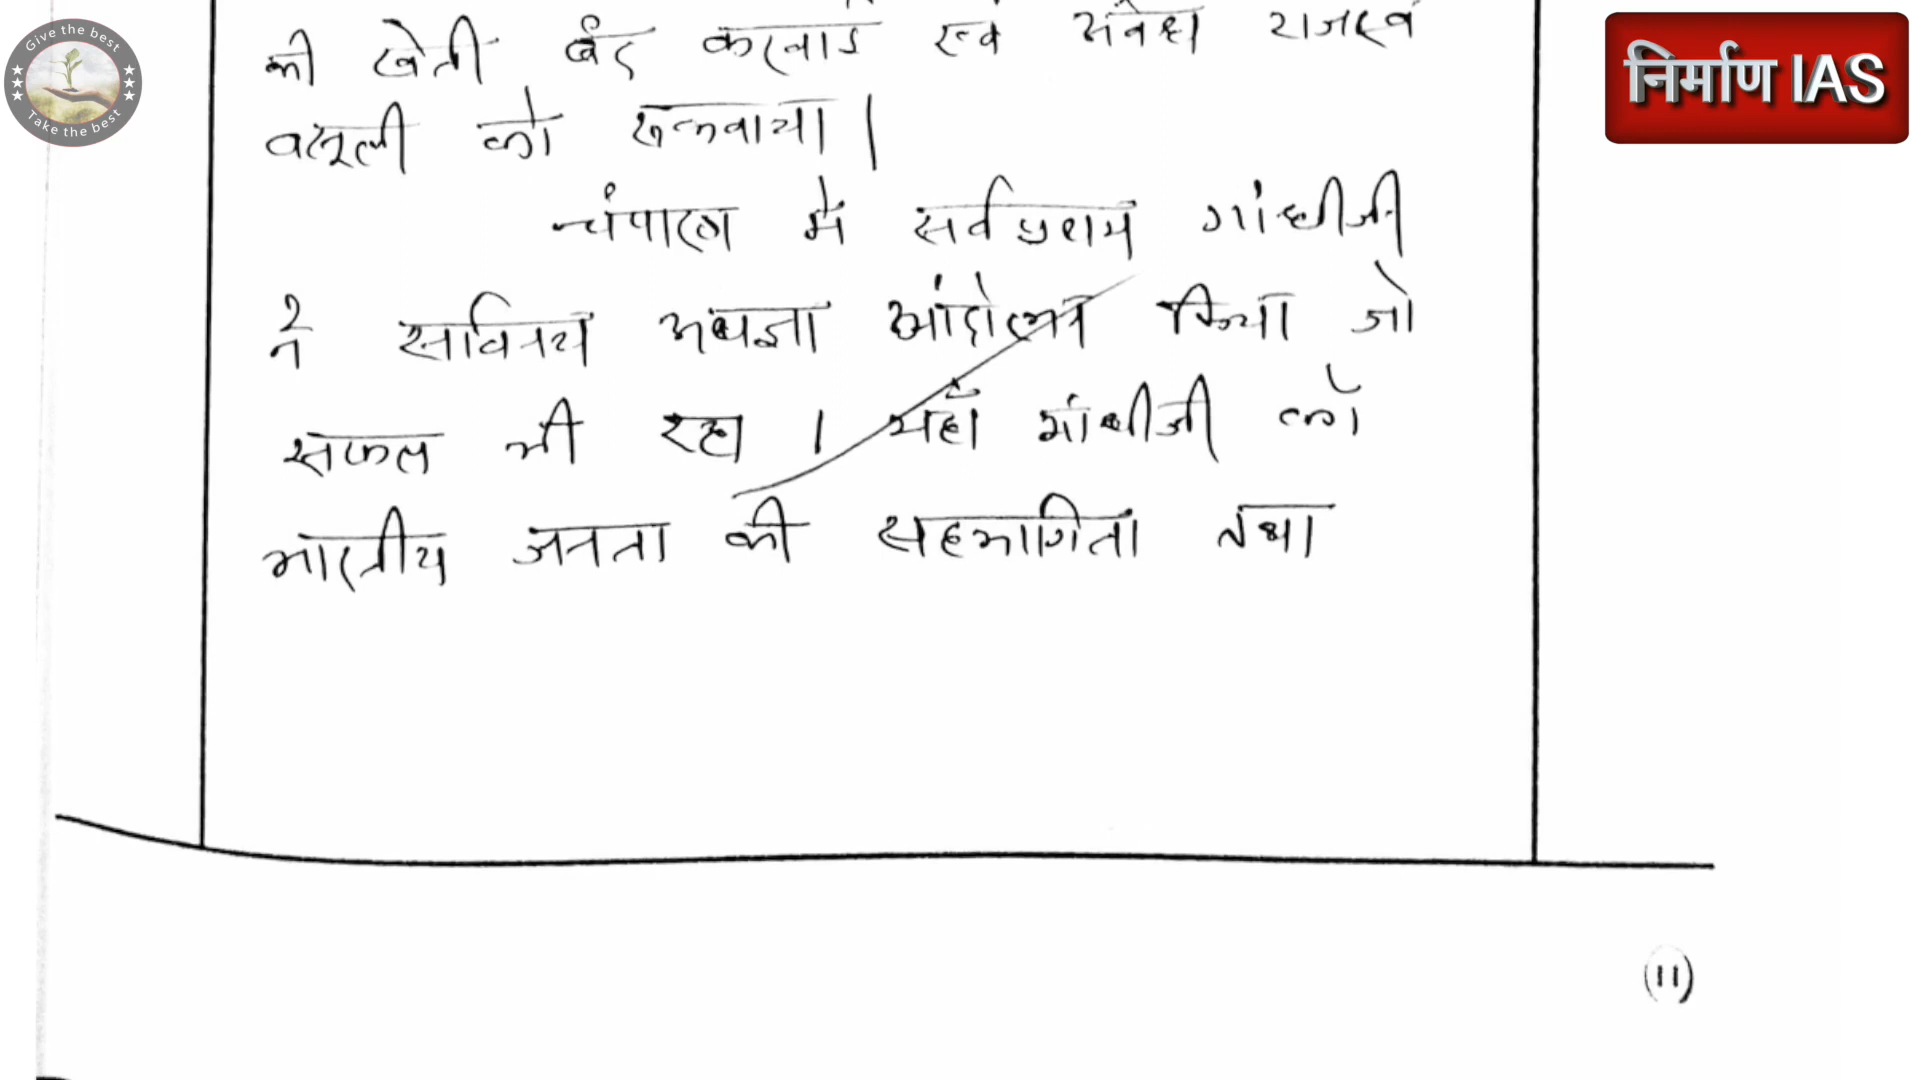 Give the best
Take the best
निर्माण IAS
की खेती बंद करवाई एवं अवैध राजस्व
वसूली को रुकवाया |
चंपारण में सर्वप्रथम गांधीजी
ने सविनय अवज्ञा आंदोलन किया जो
सफल भी रहा । यहाँ गांधीजी को
भारतीय जनता की सहभागिता तथा
(11)